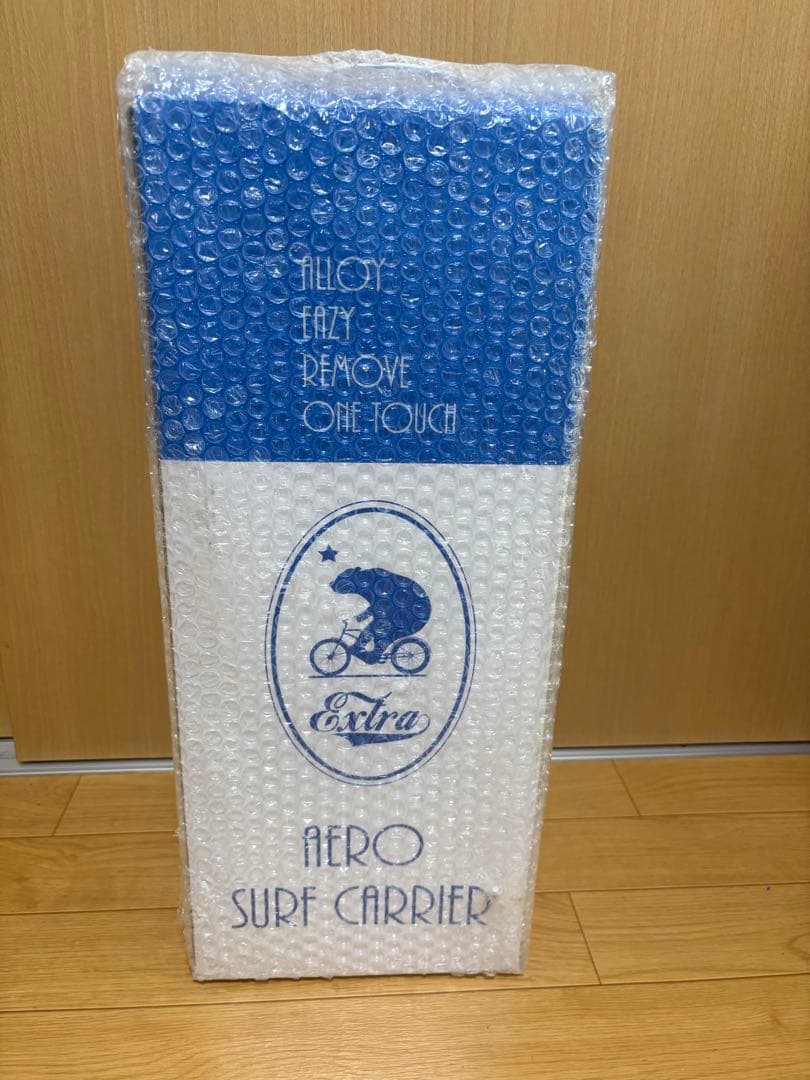 ALLOY
EAZY
REMOVE
ONE-TOUCH
Extra
AERO
SURF CARRIER